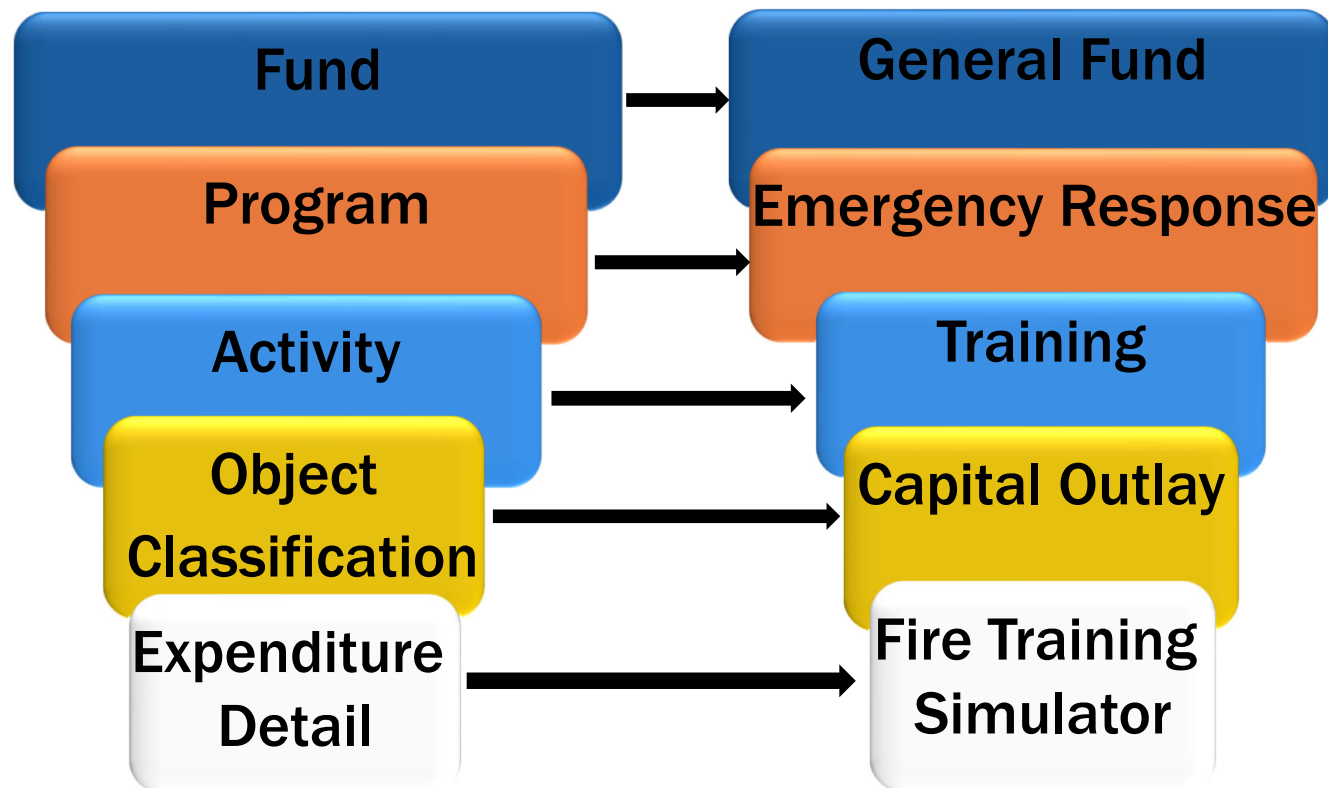 Fund
General Fund
Program
Emergency Response
Activity
Training
Object
Classification
Capital Outlay
Expenditure
Detail
Fire Training
Simulator